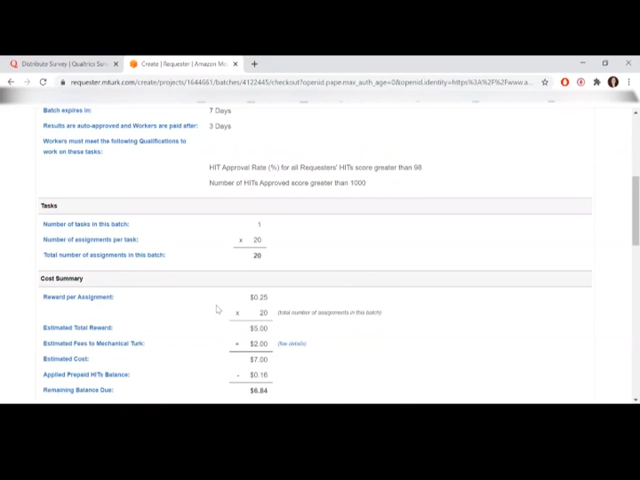 Distribute Survey | Qualtrics Surv
Create | Requester | Amazon Me
requester.mturk.com/create/projects/1644661/batches/4122445/checkout?openid.pape.max_auth_age=0&openid.identity=https%3A%2F%2Fwww.a...
Batch expires in: 7 Days
Results are auto-approved and Workers are paid after: 3 Days
Workers must meet the following Qualifications to
work on these tasks:
HIT Approval Rate (%) for all Requesters' HITs score greater than 98
Number of HITs Approved score greater than 1000
Tasks
Number of tasks in this batch: 1
Number of assignments per task: x 20
Total number of assignments in this batch: 20
Cost Summary
Reward per Assignment: $0.25
x 20 (total number of assignments in this batch)
Estimated Total Reward: $5.00
Estimated Fees to Mechanical Turk: + $2.00 (fee details)
Estimated Cost: $7.00
Applied Prepaid HITs Balance: - $0.16
Remaining Balance Due: $6.84